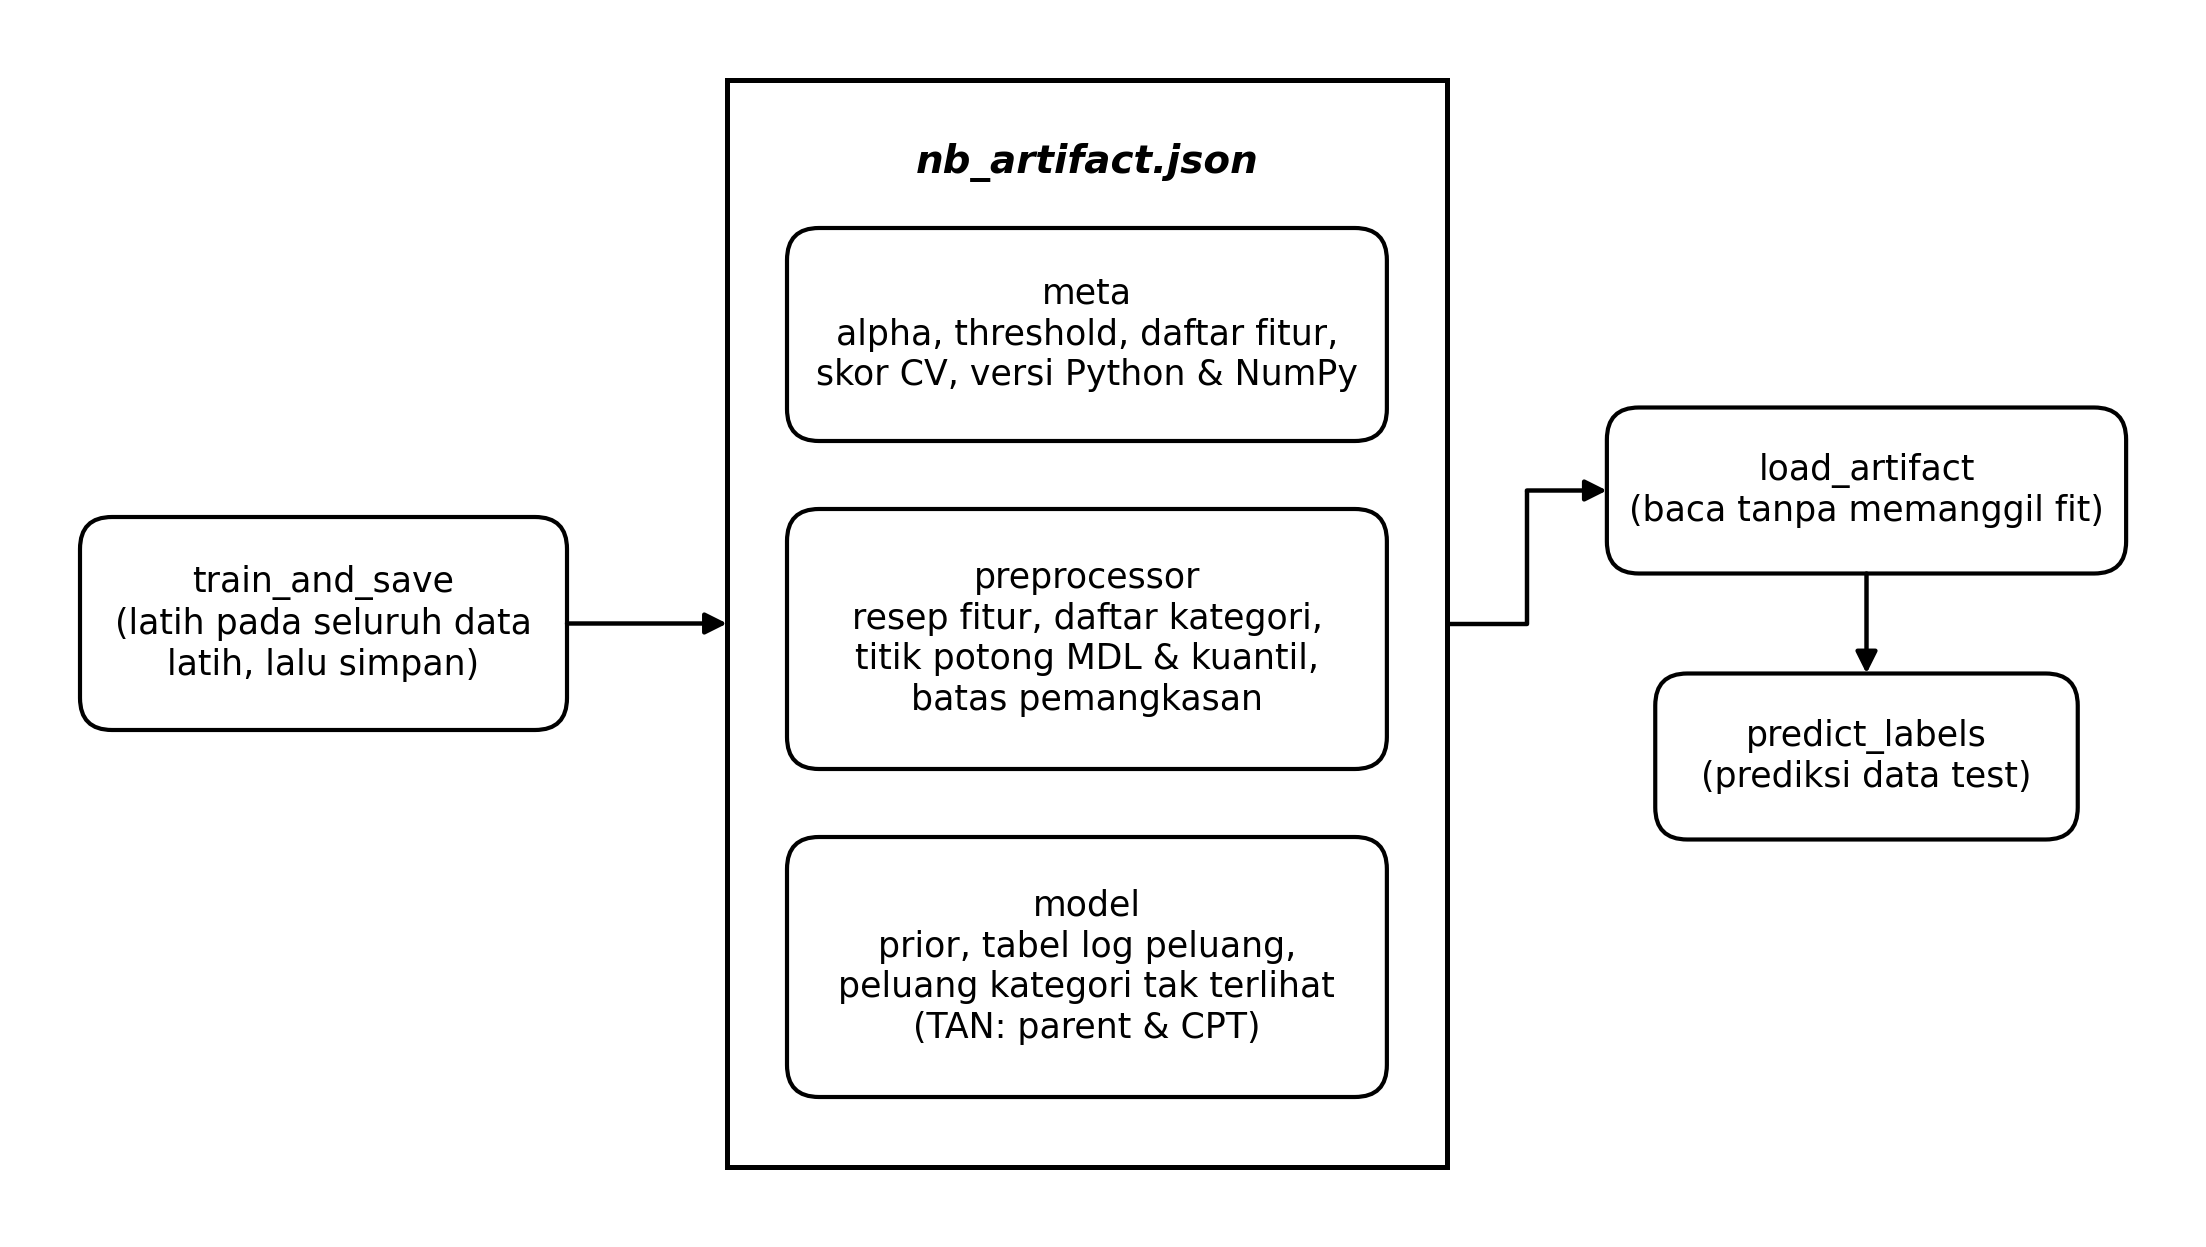 train_and_save
(latih pada seluruh data
latih, lalu simpan)
nb_artifact.json
meta
alpha, threshold, daftar fitur,
skor CV, versi Python & NumPy
preprocessor
resep fitur, daftar kategori,
titik potong MDL & kuantil,
batas pemangkasan
model
prior, tabel log peluang,
peluang kategori tak terlihat
(TAN: parent & CPT)
load_artifact
(baca tanpa memanggil fit)
predict_labels
(prediksi data test)